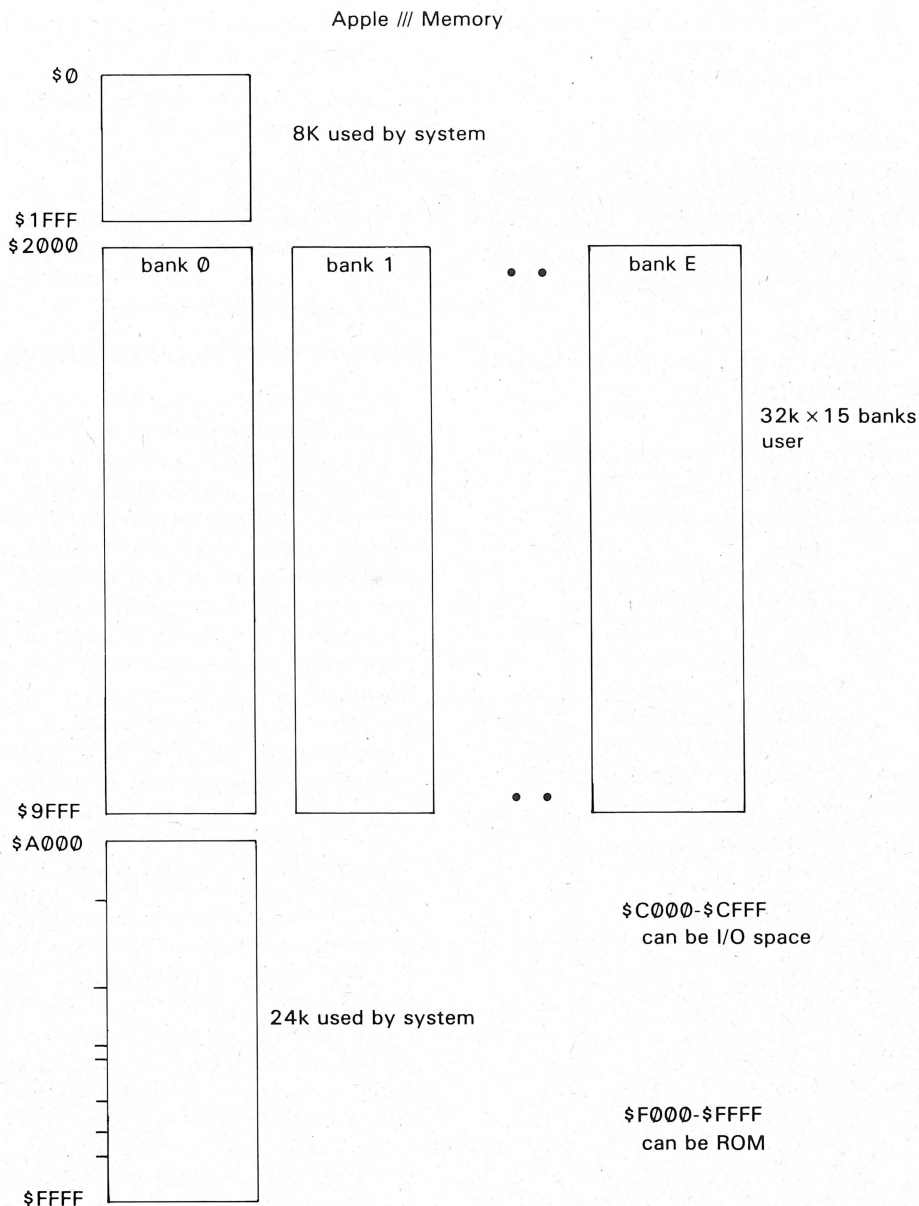 Apple /// Memory
$Ø
8K used by system
$1FFF
$2ØØØ
bank Ø
bank 1
bank E
32k × 15 banks
user
$9FFF
$AØØØ
$CØØØ-$CFFF
can be I/O space
24k used by system
$FØØØ-$FFFF
can be ROM
$FFFF